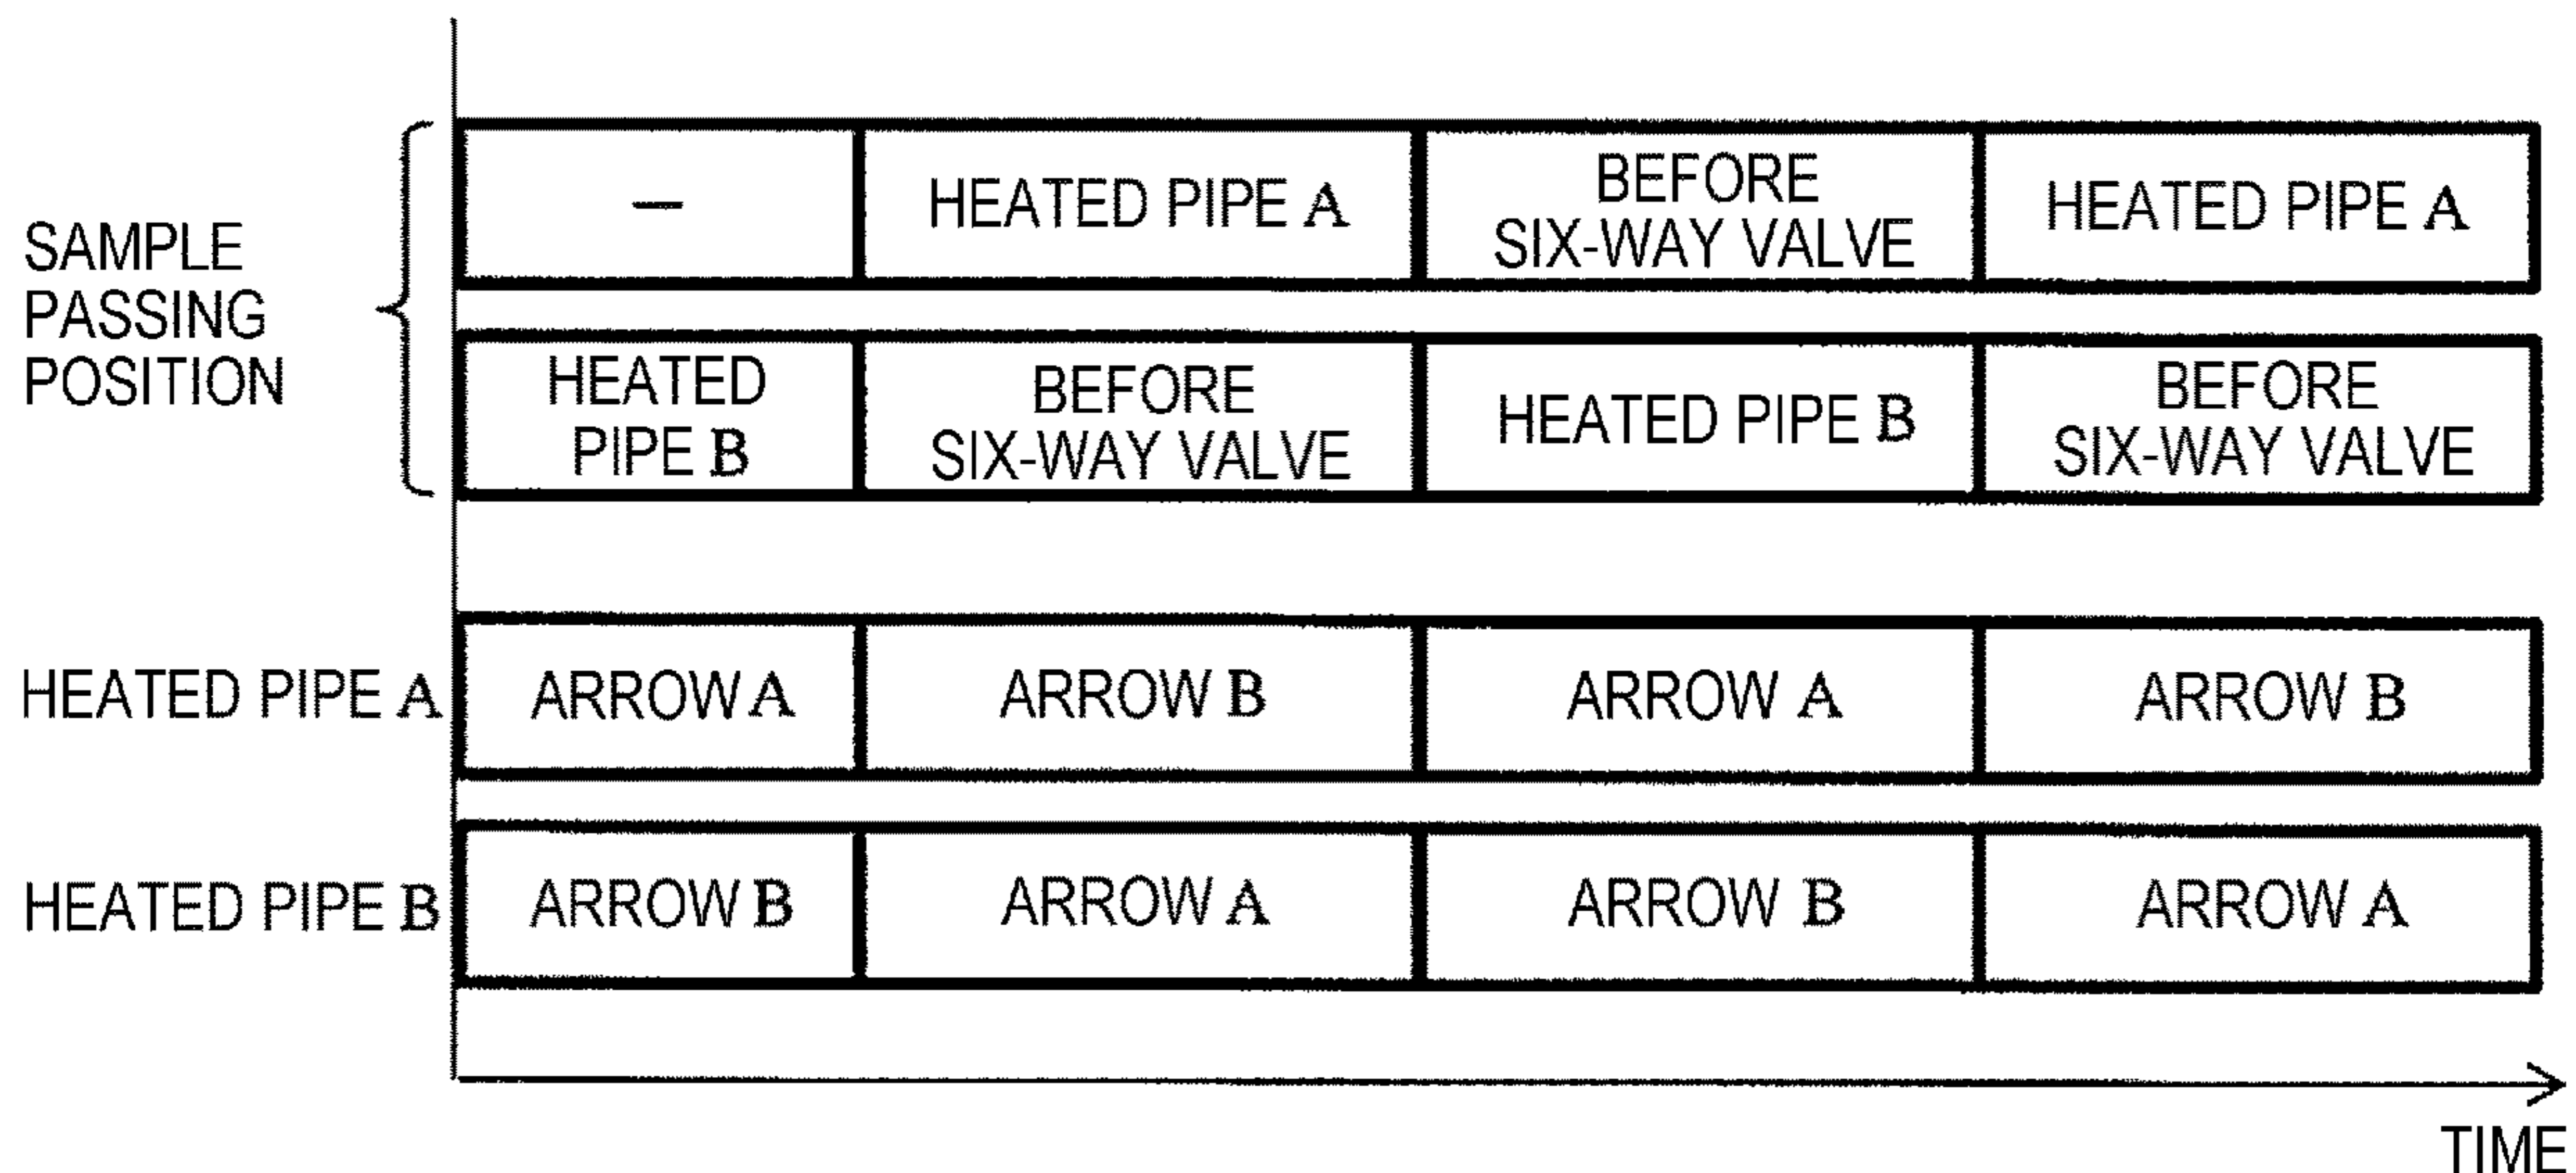 SAMPLE
PASSING
POSITION
—
HEATED PIPE A
BEFORE
SIX-WAY VALVE
HEATED PIPE A
HEATED
PIPE B
BEFORE
SIX-WAY VALVE
HEATED PIPE B
BEFORE
SIX-WAY VALVE
HEATED PIPE A
ARROW A
ARROW B
ARROW A
ARROW B
HEATED PIPE B
ARROW B
ARROW A
ARROW B
ARROW A
TIME